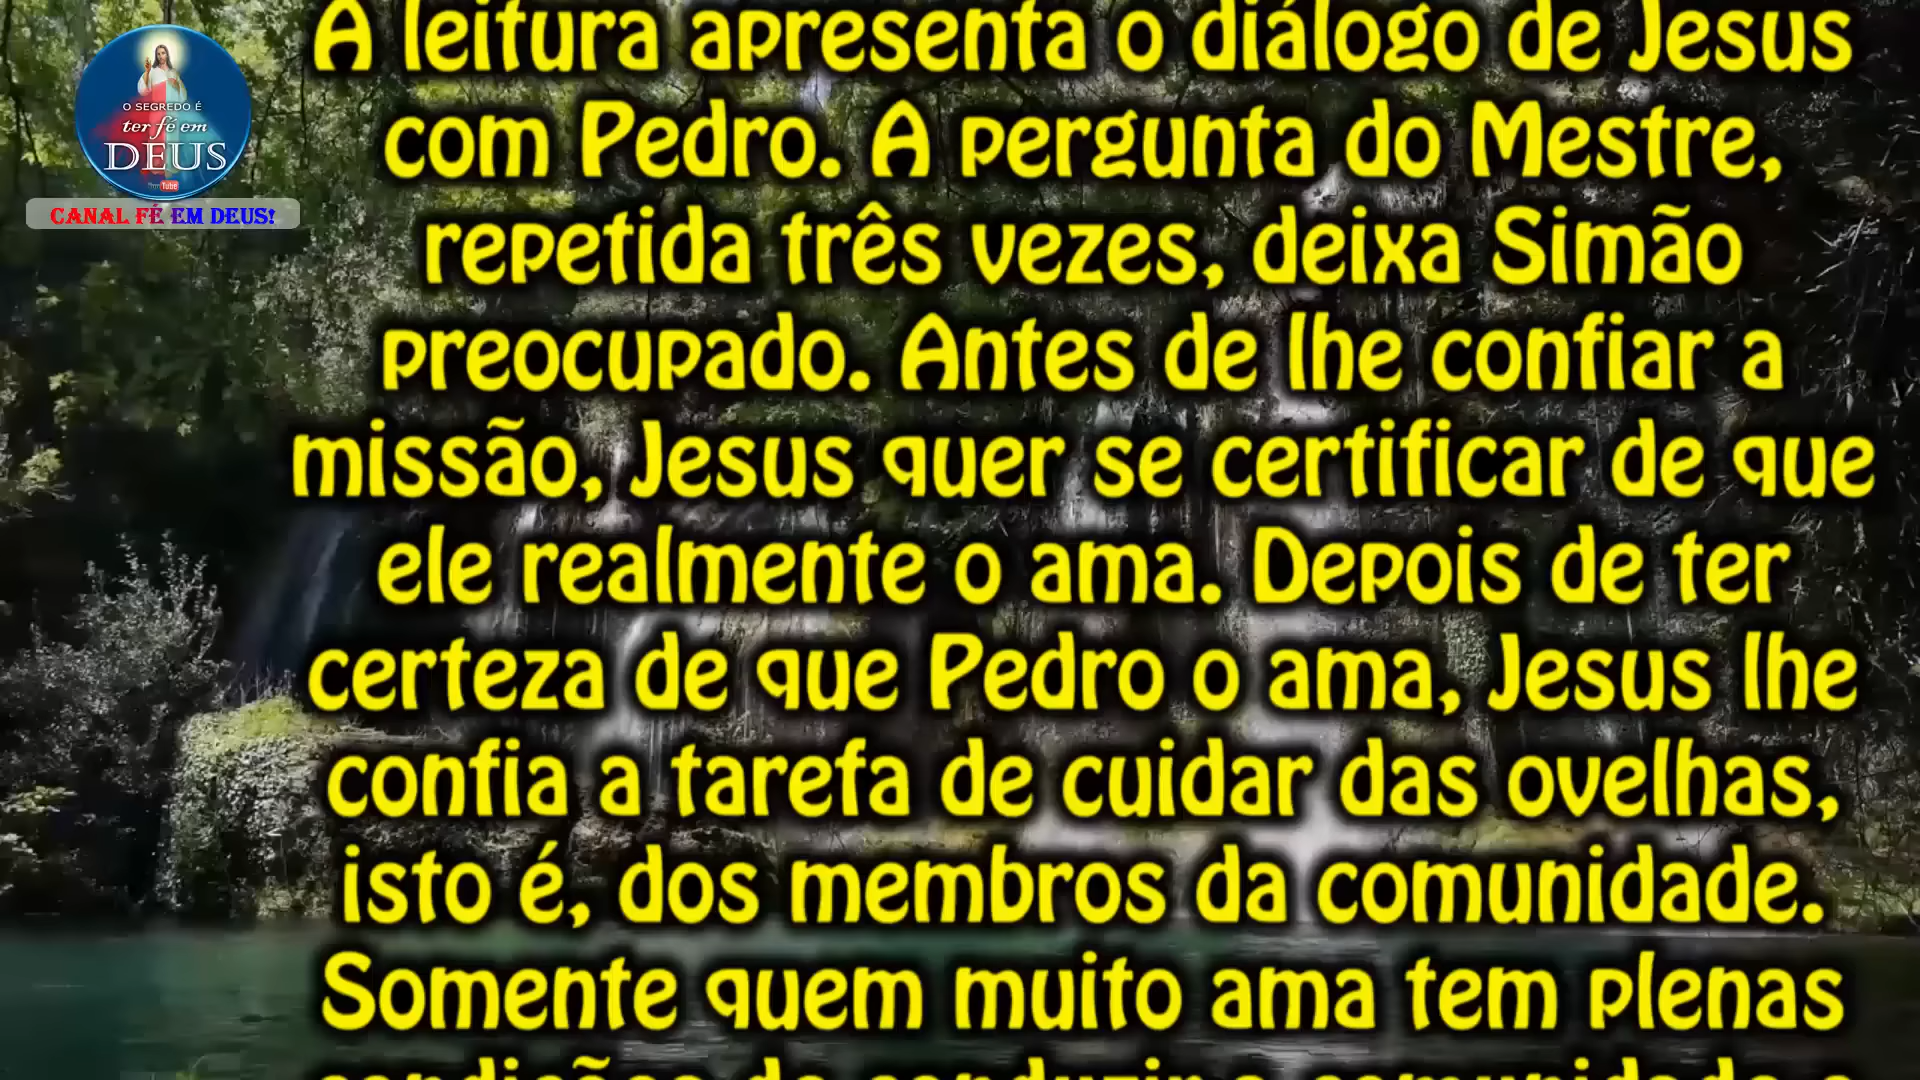 O SEGREDO É
ter fé em
DEUS
CANAL FÉ EM DEUS!
A leitura apresenta o diálogo de Jesus
com Pedro. A pergunta do Mestre,
repetida três vezes, deixa Simão
preocupado. Antes de lhe confiar a
missão, Jesus quer se certificar de que
ele realmente o ama. Depois de ter
certeza de que Pedro o ama, Jesus lhe
confia a tarefa de cuidar das ovelhas,
isto é, dos membros da comunidade.
Somente quem muito ama tem plenas